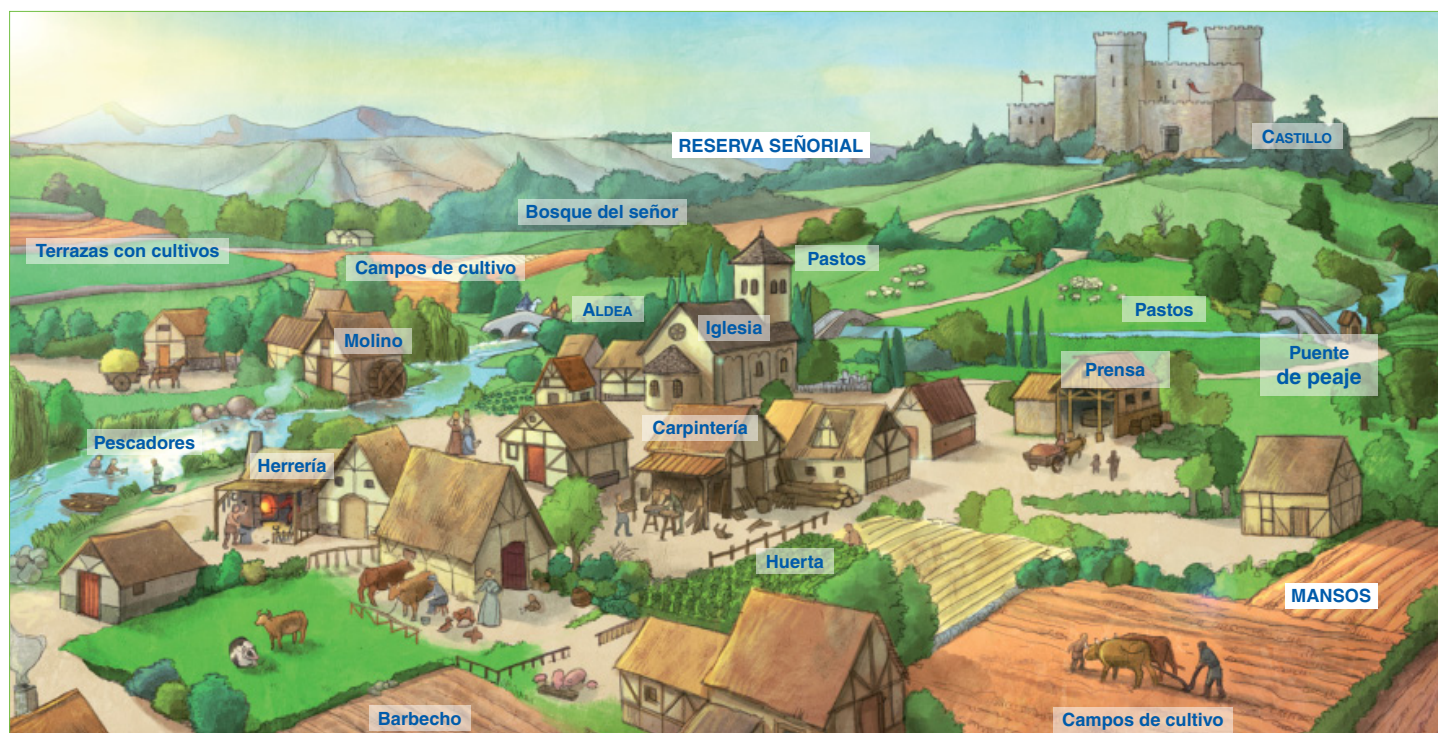 RESERVA SEÑORIAL
CASTILLO
Bosque del señor
Terrazas con cultivos
Campos de cultivo
Pastos
ALDEA
Pastos
Iglesia
Molino
Puente
de peaje
Prensa
Carpintería
Pescadores
Herrería
Huerta
MANSOS
Barbecho
Campos de cultivo